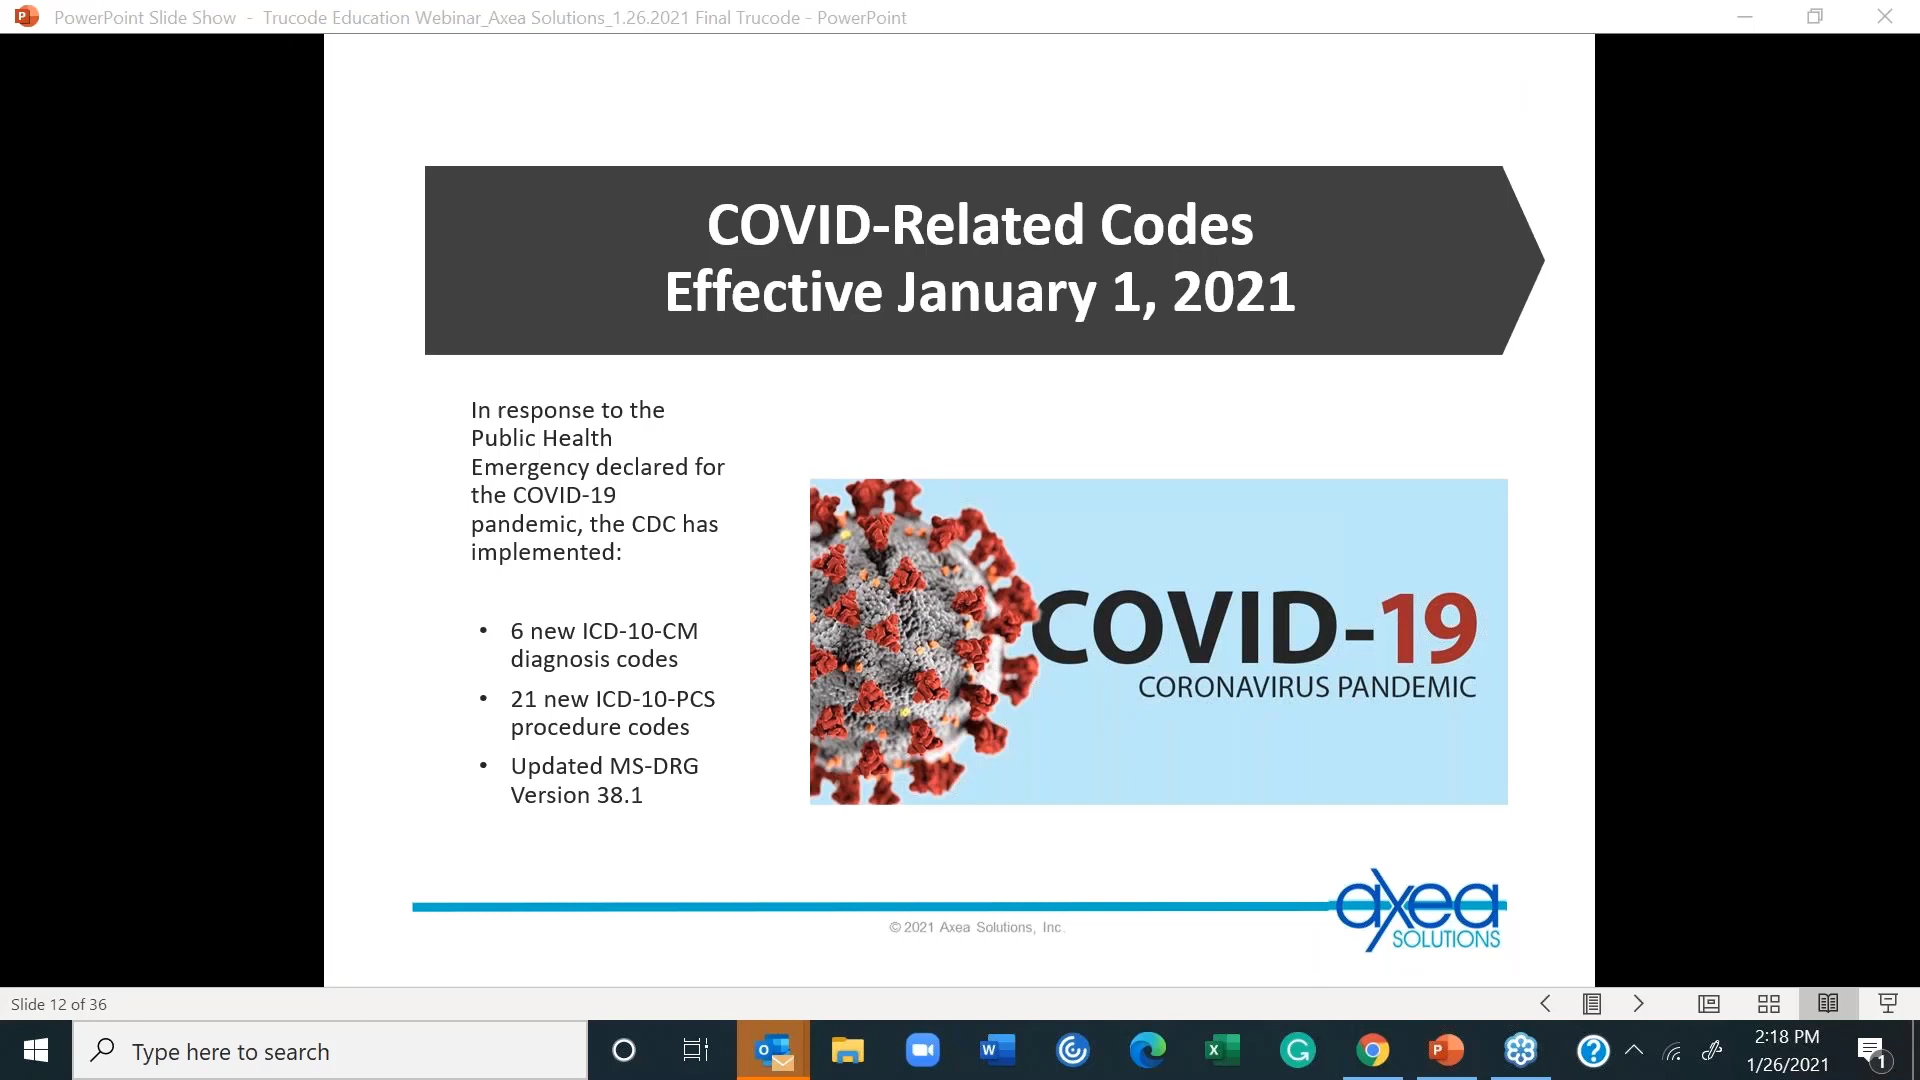 PowerPoint Slide Show - Trucode Education Webinar_Axea Solutions_1.26.2021 Final Trucode - PowerPoint
COVID-Related Codes
Effective January 1, 2021
In response to the
Public Health
Emergency declared for
the COVID-19
pandemic, the CDC has
implemented:
• 6 new ICD-10-CM
diagnosis codes
• 21 new ICD-10-PCS
procedure codes
• Updated MS-DRG
Version 38.1
COVID-19
CORONAVIRUS PANDEMIC
axea
SOLUTIONS
© 2021 Axea Solutions, Inc.
Slide 12 of 36
Type here to search
2:18 PM
1/26/2021
1